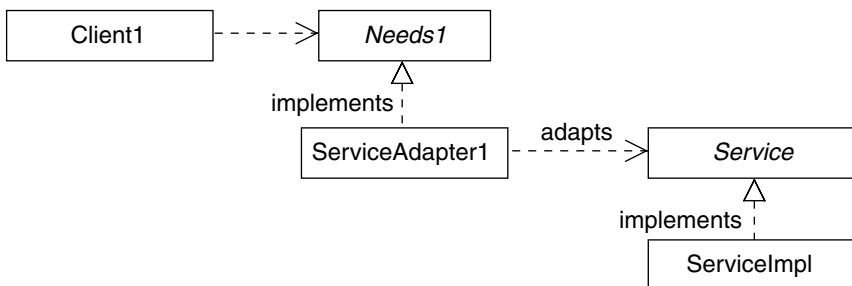 Client1
Needs1
implements
ServiceAdapter1
adapts
Service
implements
ServiceImpl